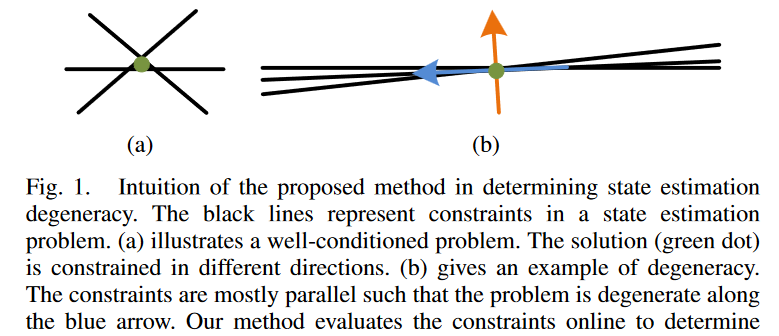 (a)
(b)
Fig. 1. Intuition of the proposed method in determining state estimation
degeneracy. The black lines represent constraints in a state estimation
problem. (a) illustrates a well-conditioned problem. The solution (green dot)
is constrained in different directions. (b) gives an example of degeneracy.
The constraints are mostly parallel such that the problem is degenerate along
the blue arrow. Our method evaluates the constraints online to determine